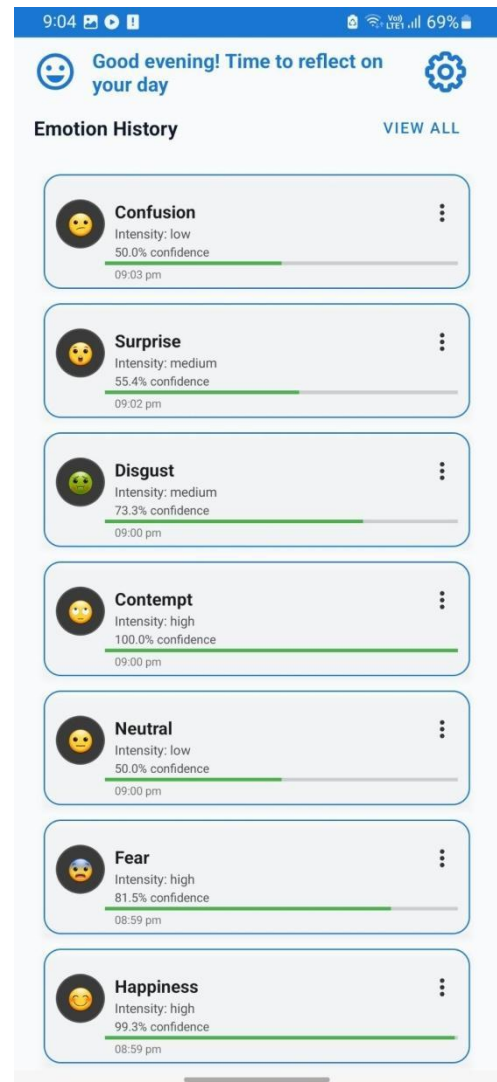 9:04
69%
Good evening! Time to reflect on
your day
Emotion History
VIEW ALL
Confusion
Intensity: low
50.0% confidence
09:03 pm
Surprise
Intensity: medium
55.4% confidence
09:02 pm
Disgust
Intensity: medium
73.3% confidence
09:00 pm
Contempt
Intensity: high
100.0% confidence
09:00 pm
Neutral
Intensity: low
50.0% confidence
09:00 pm
Fear
Intensity: high
81.5% confidence
08:59 pm
Happiness
Intensity: high
99.3% confidence
08:59 pm